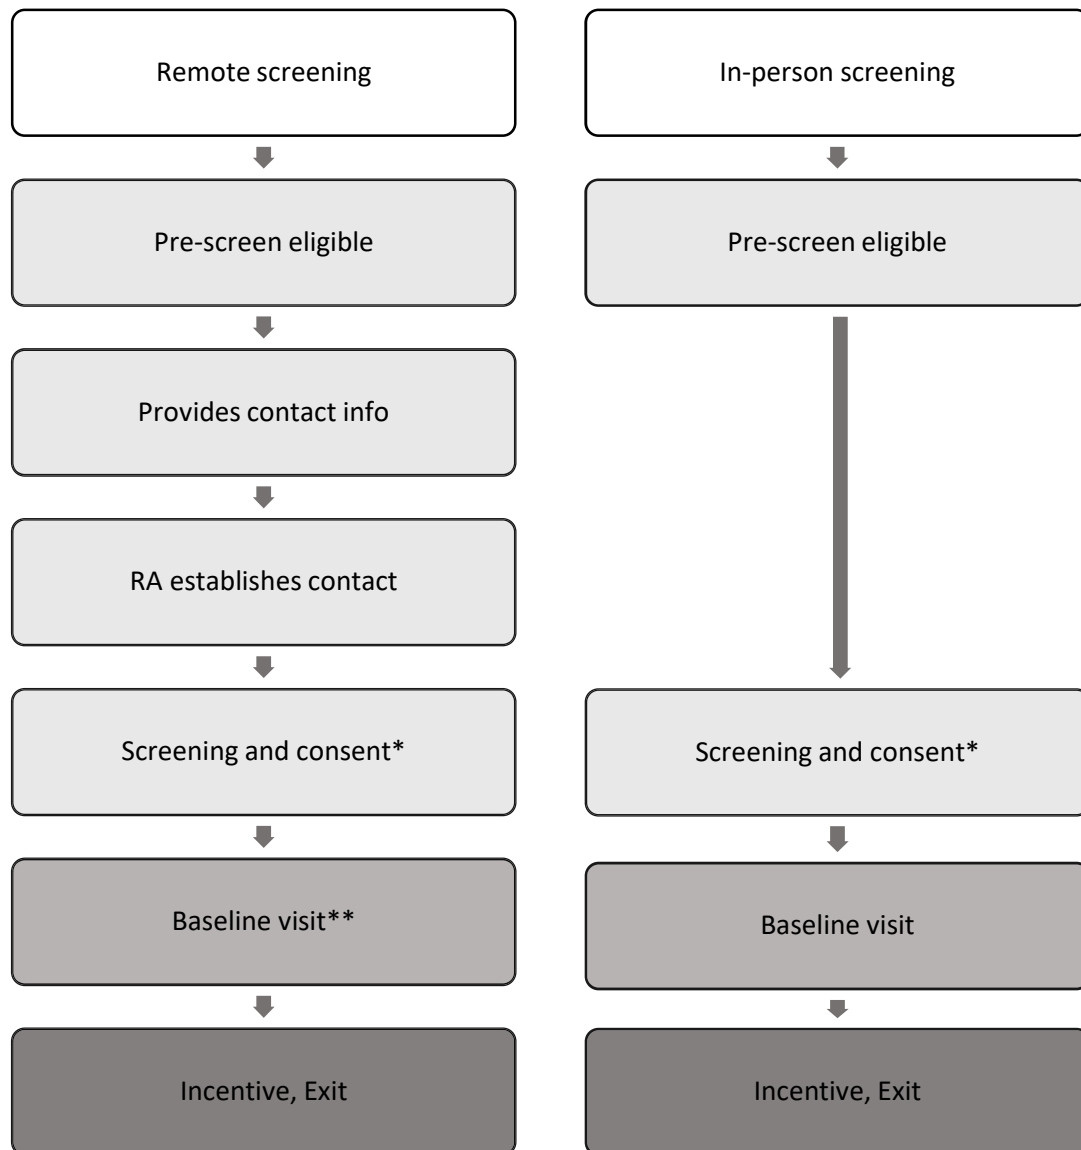 Remote screening
Pre-screen eligible
Provides contact info
RA establishes contact
Screening and consent*
Baseline visit**
Incentive, Exit
In-person screening
Pre-screen eligible
Screening and consent*
Baseline visit
Incentive, Exit